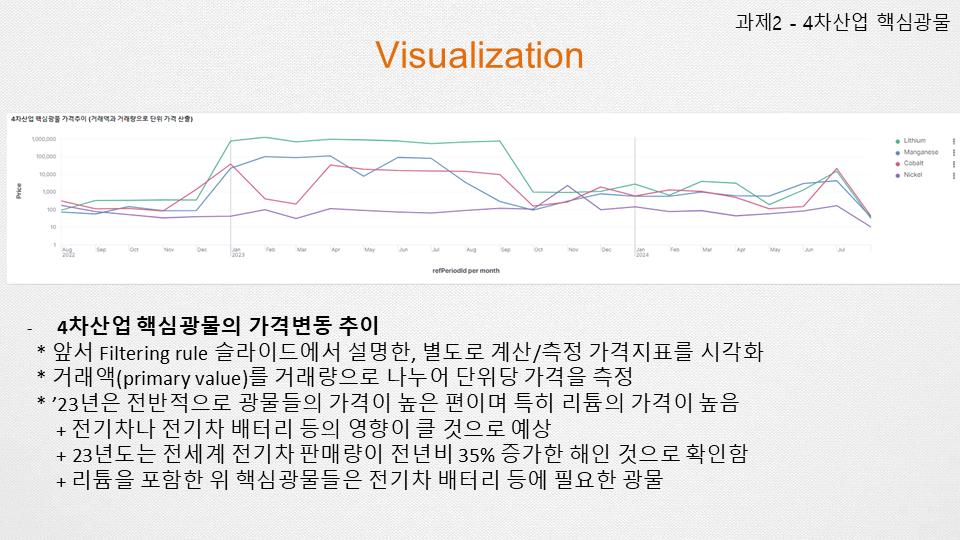 과제2 - 4차산업 핵심광물
Visualization
4차산업 핵심광물 가격추이 (거래액과 거래량으로 단위 가격 산출)
Price
1,000,000
100,000
10,000
1,000
100
10
1
Aug Sep Oct Nov Dec Jan Feb Mar Apr May Jun Jul Aug Sep Oct Nov Dec Jan Feb Mar Apr May Jun Jul
2022 2023 2024
refPeriodId per month
Lithium
Manganese
Cobalt
Nickel
- 4차산업 핵심광물의 가격변동 추이
* 앞서 Filtering rule 슬라이드에서 설명한, 별도로 계산/측정 가격지표를 시각화
* 거래액(primary value)를 거래량으로 나누어 단위당 가격을 측정
* ’23년은 전반적으로 광물들의 가격이 높은 편이며 특히 리튬의 가격이 높음
+ 전기차나 전기차 배터리 등의 영향이 클 것으로 예상
+ 23년도는 전세계 전기차 판매량이 전년비 35% 증가한 해인 것으로 확인함
+ 리튬을 포함한 위 핵심광물들은 전기차 배터리 등에 필요한 광물